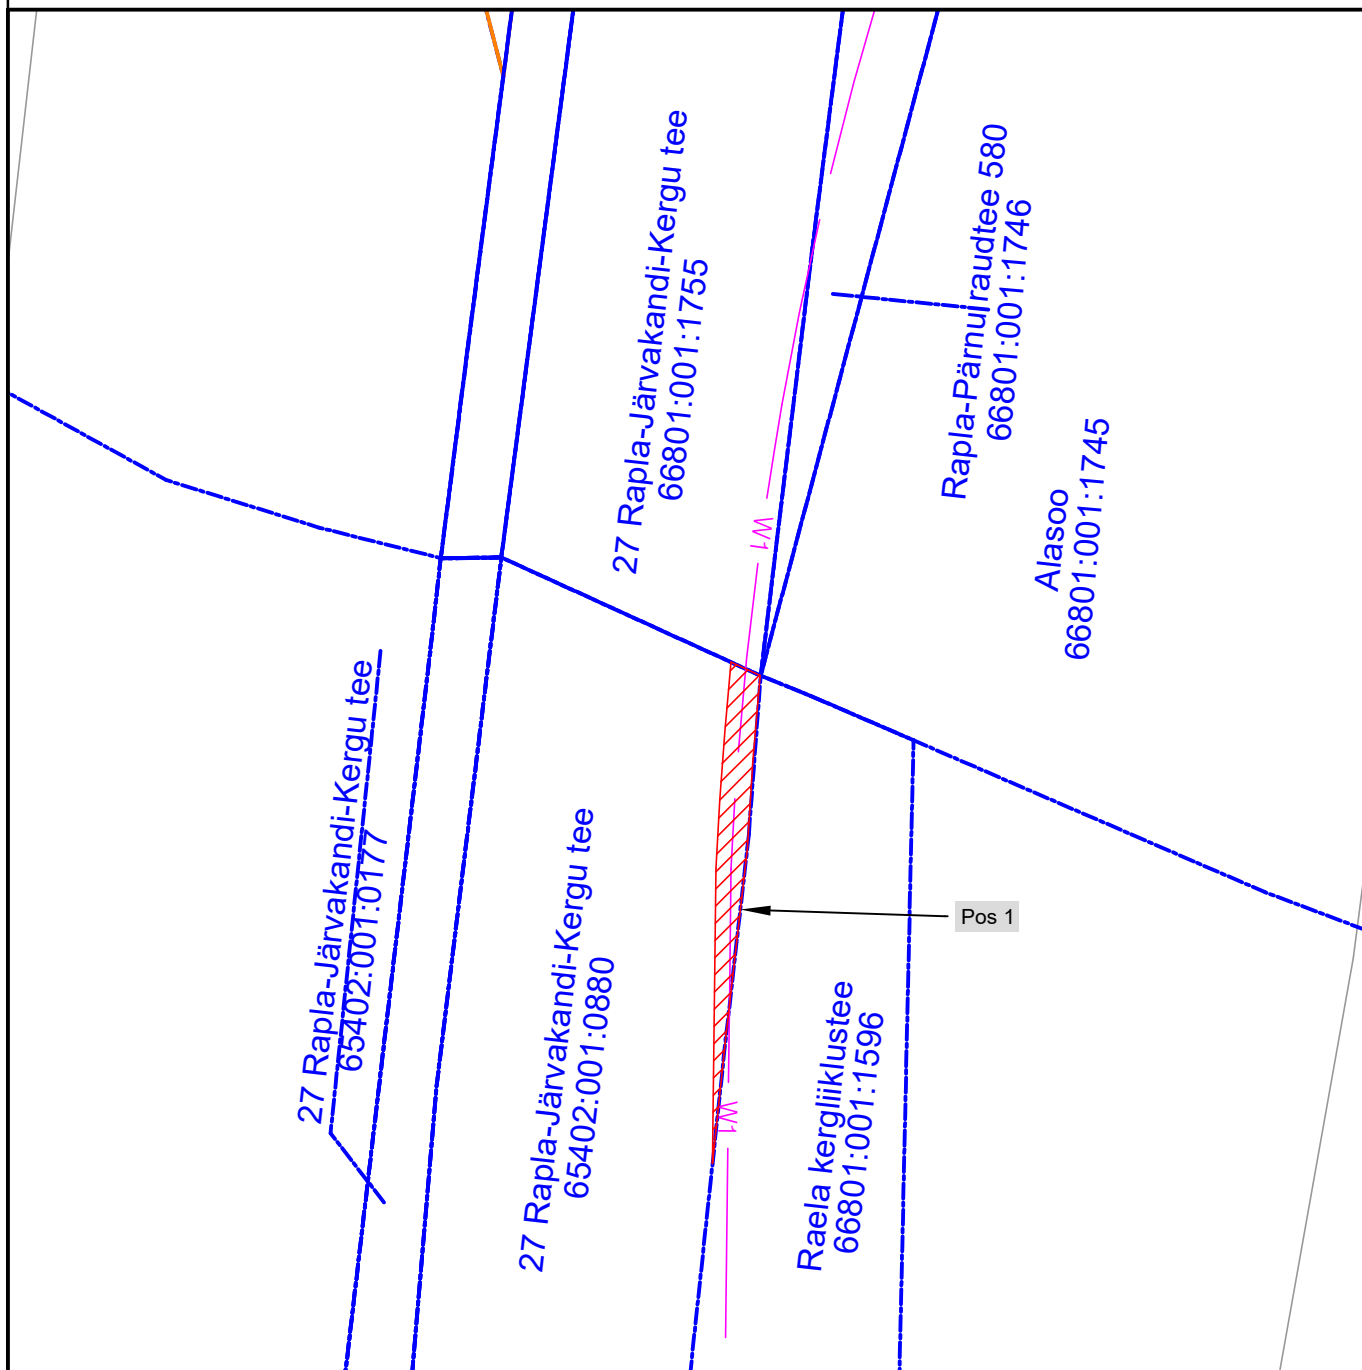 27 Rapla-Järvakandi-Kergu tee
66801:001:1755
Rapla-Pärnu raudtee 580
66801:001:1746
Alasoo
66801:001:1745
W1
27 Rapla-Järvakandi-Kergu tee
65402:001:0177
27 Rapla-Järvakandi-Kergu tee
65402:001:0880
Pos 1
Raela kergliiklustee
66801:001:1596
W1